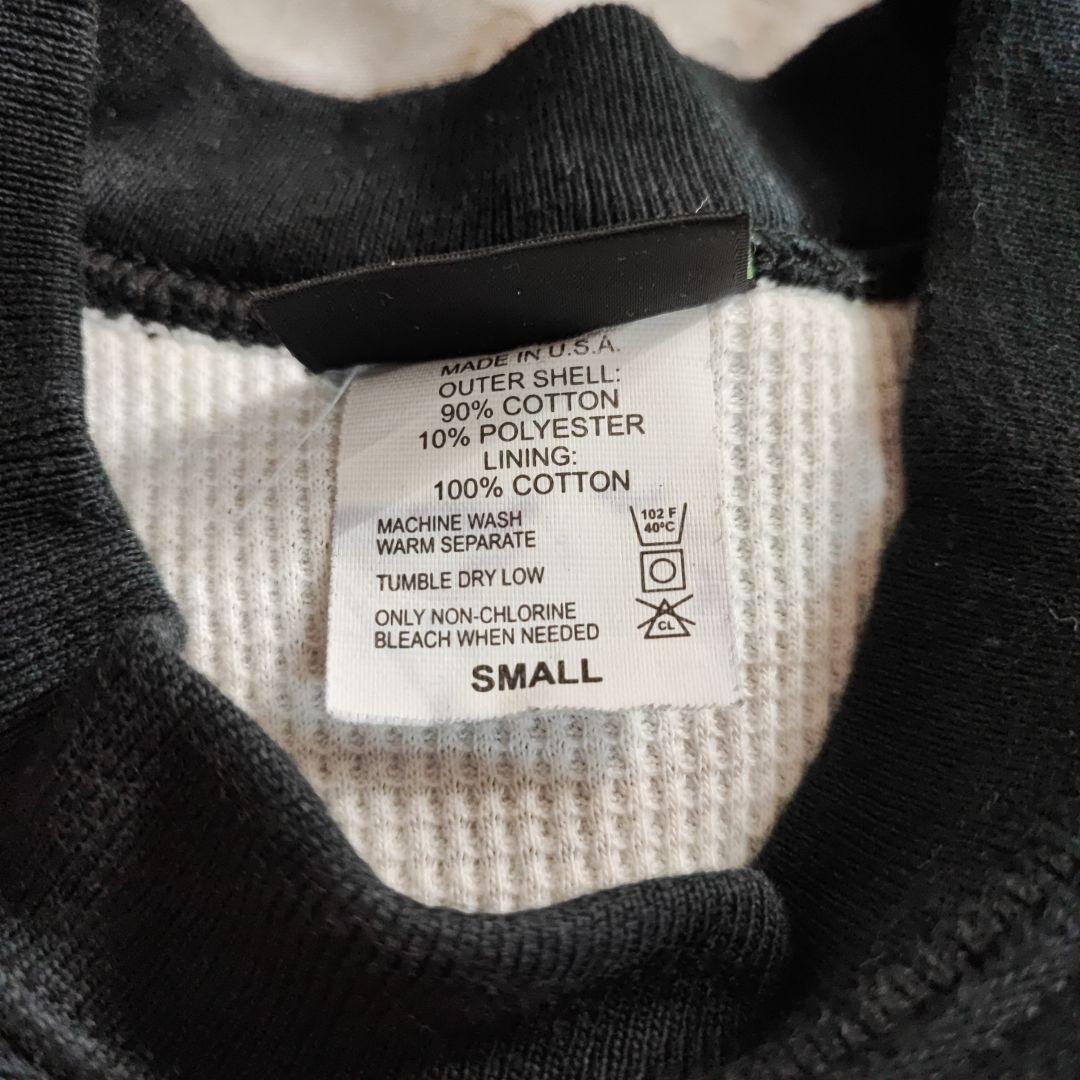 MADE IN U.S.A.
OUTER SHELL:
90% COTTON
10% POLYESTER
LINING:
100% COTTON
MACHINE WASH
WARM SEPARATE
102 F
40°C
TUMBLE DRY LOW
ONLY NON-CHLORINE
BLEACH WHEN NEEDED
CL
SMALL